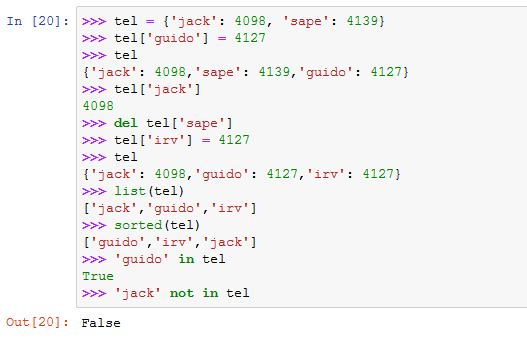 In [20]: >>> tel = {'jack': 4098, 'sape': 4139}
>>> tel['guido'] = 4127
>>> tel
{'jack': 4098,'sape': 4139,'guido': 4127}
>>> tel['jack']
4098
>>> del tel['sape']
>>> tel['irv'] = 4127
>>> tel
{'jack': 4098,'guido': 4127,'irv': 4127}
>>> list(tel)
['jack','guido','irv']
>>> sorted(tel)
['guido','irv','jack']
>>> 'guido' in tel
True
>>> 'jack' not in tel
Out[20]: False